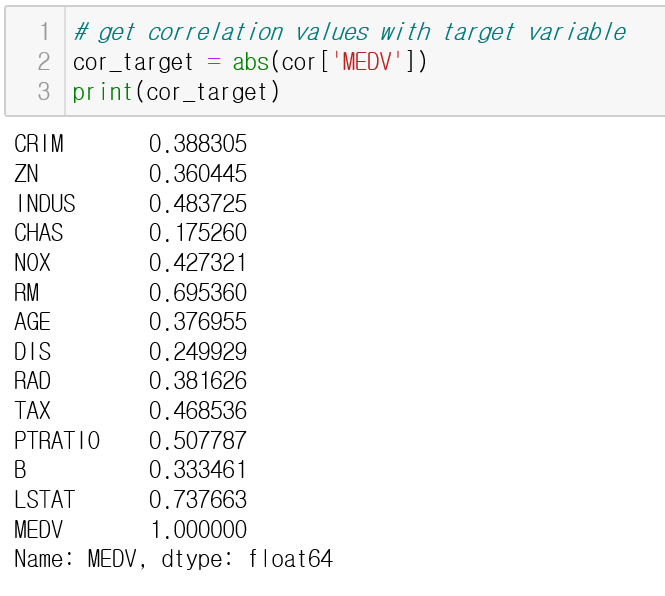 1 # get correlation values with target variable
2 cor_target = abs(cor['MEDV'])
3 print(cor_target)
CRIM 0.388305
ZN 0.360445
INDUS 0.483725
CHAS 0.175260
NOX 0.427321
RM 0.695360
AGE 0.376955
DIS 0.249929
RAD 0.381626
TAX 0.468536
PTRATIO 0.507787
B 0.333461
LSTAT 0.737663
MEDV 1.000000
Name: MEDV, dtype: float64